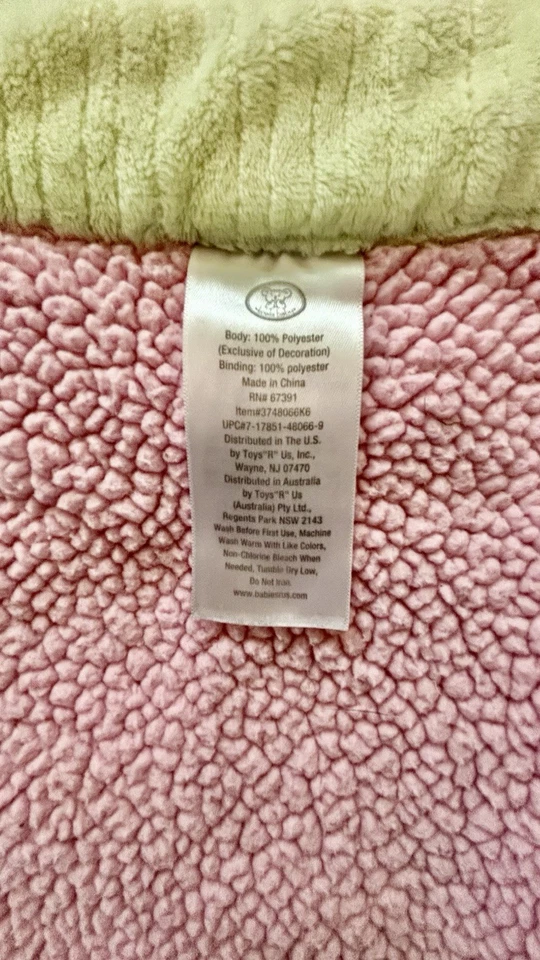 Body: 100% Polyester
(Exclusive of Decoration)
Binding: 100% polyester
Made in China
RN# 67391
Item#3748066K6
UPC#7-17851-48066-9
Distributed in The U.S.
by Toys"R" Us, Inc.,
Wayne, NJ 07470
Distributed in Australia
by Toys"R" Us
(Australia) Pty Ltd.,
Regents Park NSW 2143
Wash Before First Use, Machine
Wash Warm With Like Colors,
Non-Chlorine Bleach When
Needed, Tumble Dry Low,
Do Not Iron.
www.babiesrus.com